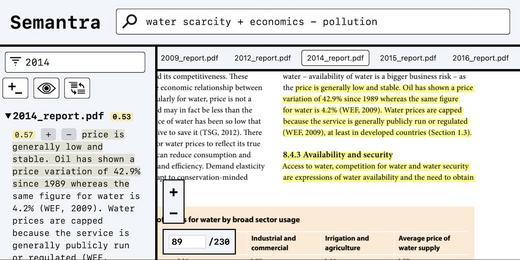 Semantra
water scarcity + economics - pollution
2014
2009_report.pdf 2012_report.pdf 2014_report.pdf 2015_report.pdf 2016_report.pdf
2014_report.pdf 0.53
0.57 + - price is
generally low and
stable. Oil has shown a
price variation of 42.9%
since 1989 whereas the
same figure for water is
4.2% (WEF, 2009). Water
prices are capped
because the service is
generally publicly run
or regulated (WEF,
d its competitiveness. These
economic relationship and
ularly for water, price is not a
d may in fact be less than the
ce of water has been so low that
ive to save it (TSG, 2012). There
or water prices to reflect its true
can reduce consumption and
and efficiency. Demand elasticity
apt to conservation-minded
water – availability of water is a bigger business risk – as
the price is generally low and stable. Oil has shown a price
variation of 42.9% since 1989 whereas the same figure
for water is 4.2% (WEF, 2009). Water prices are capped
because the service is generally publicly run or regulated
(WEF, 2009), at least in developed countries (Section 1.3).
8.4.3 Availability and security
Access to water, competition for water and water security
are expressions of availability and the need to obtain
+
−
s for water by broad sector usage
89 /230
Industrial and
commercial
Irrigation and
agriculture
Average price of
water supply